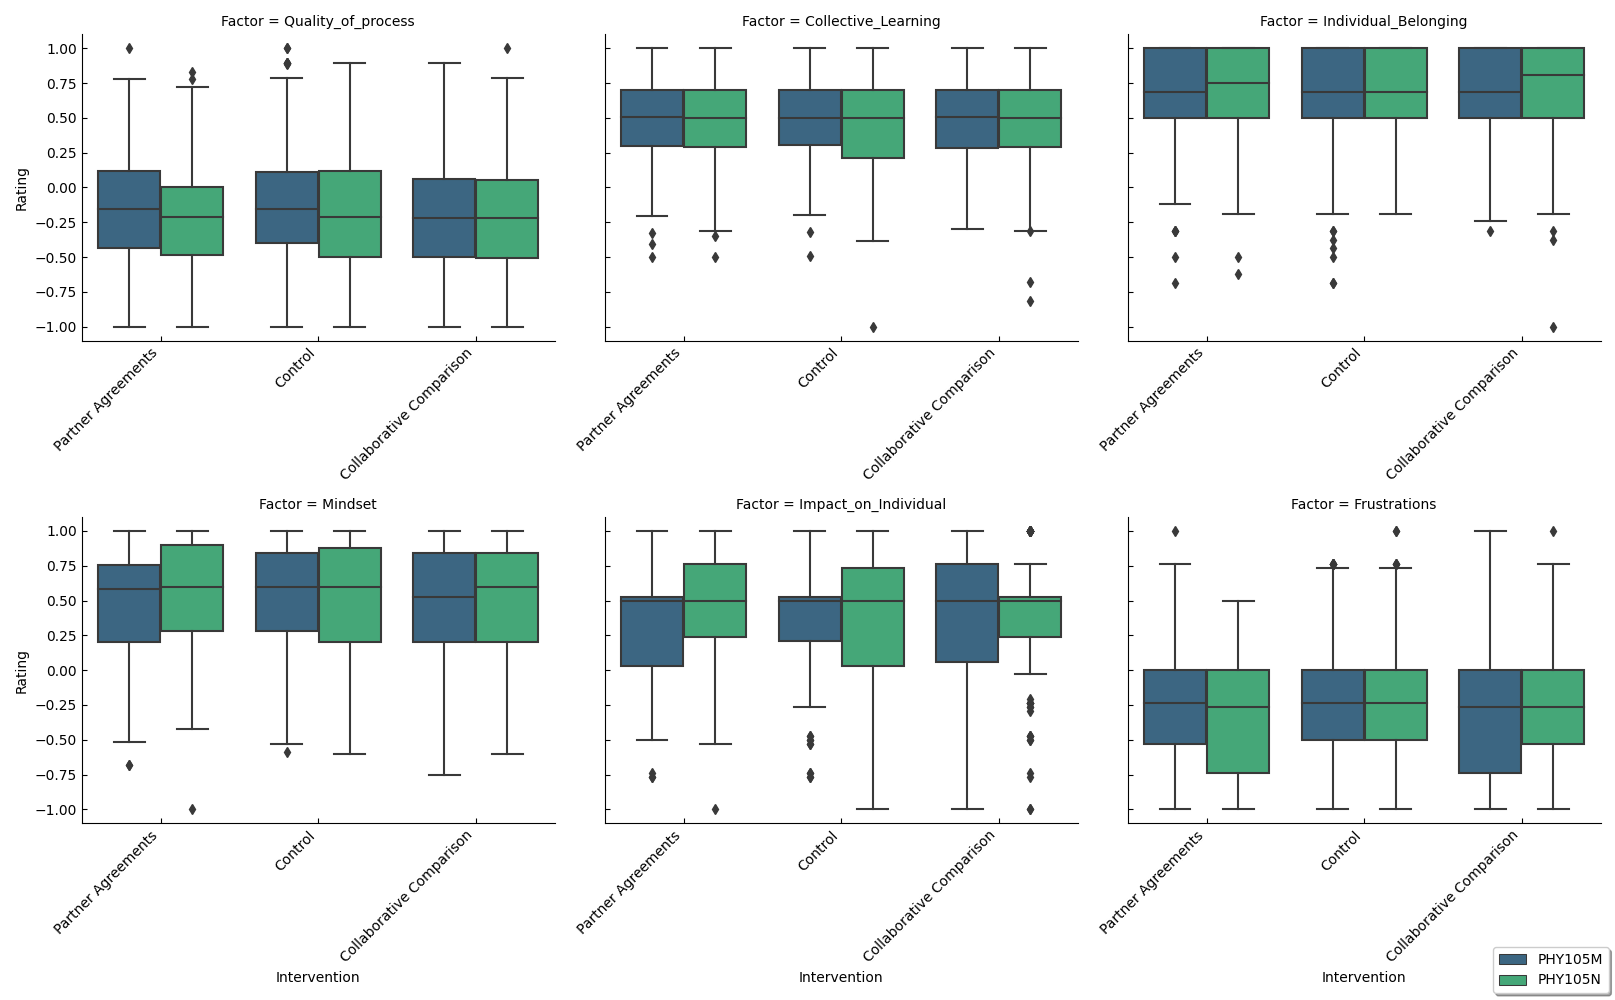 Factor = Quality_of_process
Factor = Collective_Learning
Factor = Individual_Belonging
1.00
0.75
0.50
0.25
0.00
−0.25
−0.50
−0.75
−1.00
Rating
Partner Agreements
Control
Collaborative Comparison
Partner Agreements
Control
Collaborative Comparison
Partner Agreements
Control
Collaborative Comparison
Factor = Mindset
Factor = Impact_on_Individual
Factor = Frustrations
1.00
0.75
0.50
0.25
0.00
−0.25
−0.50
−0.75
−1.00
Rating
Partner Agreements
Control
Collaborative Comparison
Partner Agreements
Control
Collaborative Comparison
Partner Agreements
Control
Collaborative Comparison
Intervention
Intervention
Intervention
PHY105M
PHY105N